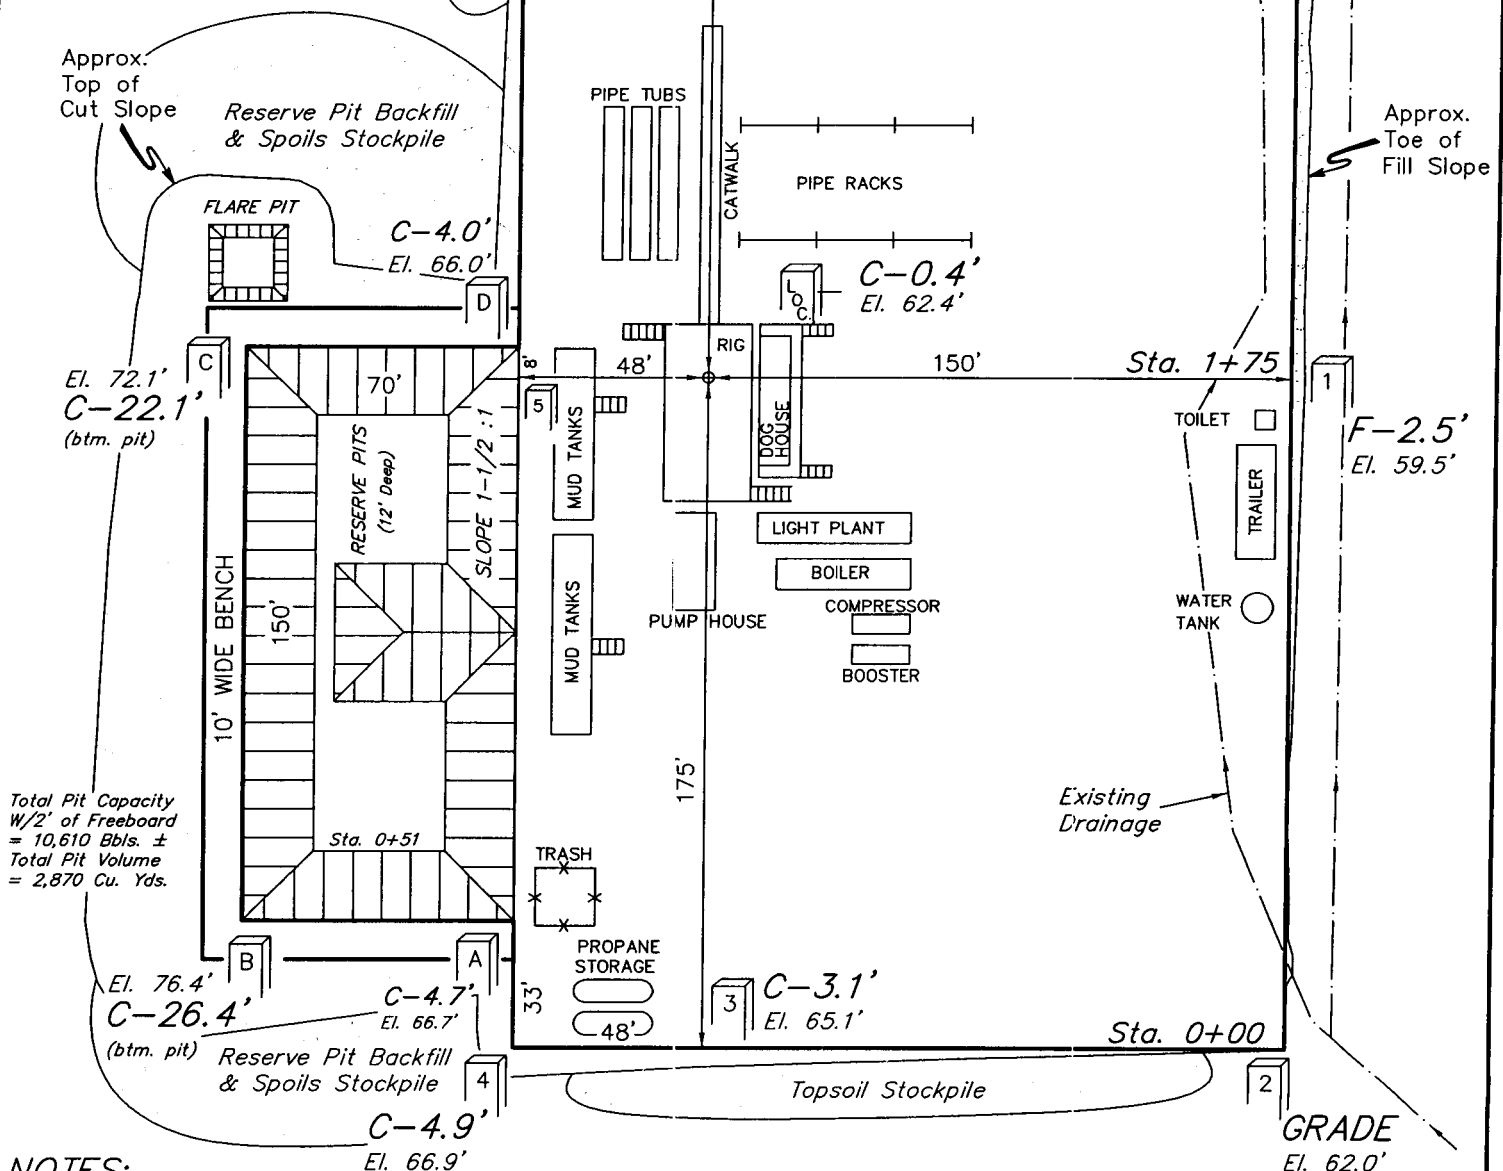 Approx.
Top of
Cut Slope
Reserve Pit Backfill
& Spoils Stockpile
FLARE PIT
C-4.0'
El. 66.0'
D
C
El. 72.1'
C-22.1'
(btm. pit)
PIPE TUBS
CATWALK
PIPE RACKS
LOC.
C-0.4'
El. 62.4'
Approx.
Toe of
Fill Slope
RIG
8'
48'
150'
Sta. 1+75
1
F-2.5'
El. 59.5'
5
70'
RESERVE PITS
(12' Deep)
SLOPE 1-1/2 :1
MUD TANKS
DOG
HOUSE
TOILET
TRAILER
LIGHT PLANT
BOILER
COMPRESSOR
BOOSTER
PUMP HOUSE
MUD TANKS
WATER
TANK
10' WIDE BENCH
150'
175'
Existing
Drainage
Total Pit Capacity
W/2' of Freeboard
= 10,610 Bbls. ±
Total Pit Volume
= 2,870 Cu. Yds.
Sta. 0+51
TRASH
PROPANE
STORAGE
33'
48'
B
El. 76.4'
C-26.4'
(btm. pit)
A
C-4.7'
El. 66.7'
3
C-3.1'
El. 65.1'
Sta. 0+00
Reserve Pit Backfill
& Spoils Stockpile
4
C-4.9'
El. 66.9'
Topsoil Stockpile
2
GRADE
El. 62.0'
NOTES: